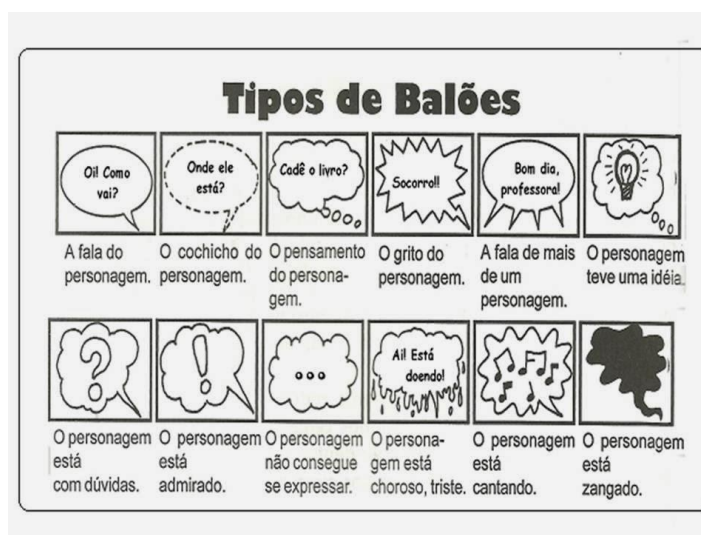 Tipos de Balões
Oi! Como
vai?
Onde ele
está?
Cadê o livro?
Socorro!!
Bom dia,
professora!
A fala do
personagem.
O cochicho do
personagem.
O pensamento
do persona-
gem.
O grito do
personagem.
A fala de mais
de um
personagem.
O personagem
teve uma idéia.
?
!
...
Ai! Está
doendo!
O personagem
está
com dúvidas.
O personagem
está
admirado.
O personagem
não consegue
se expressar.
O persona-
gem está
choroso, triste.
O personagem
está
cantando.
O personagem
está
zangado.